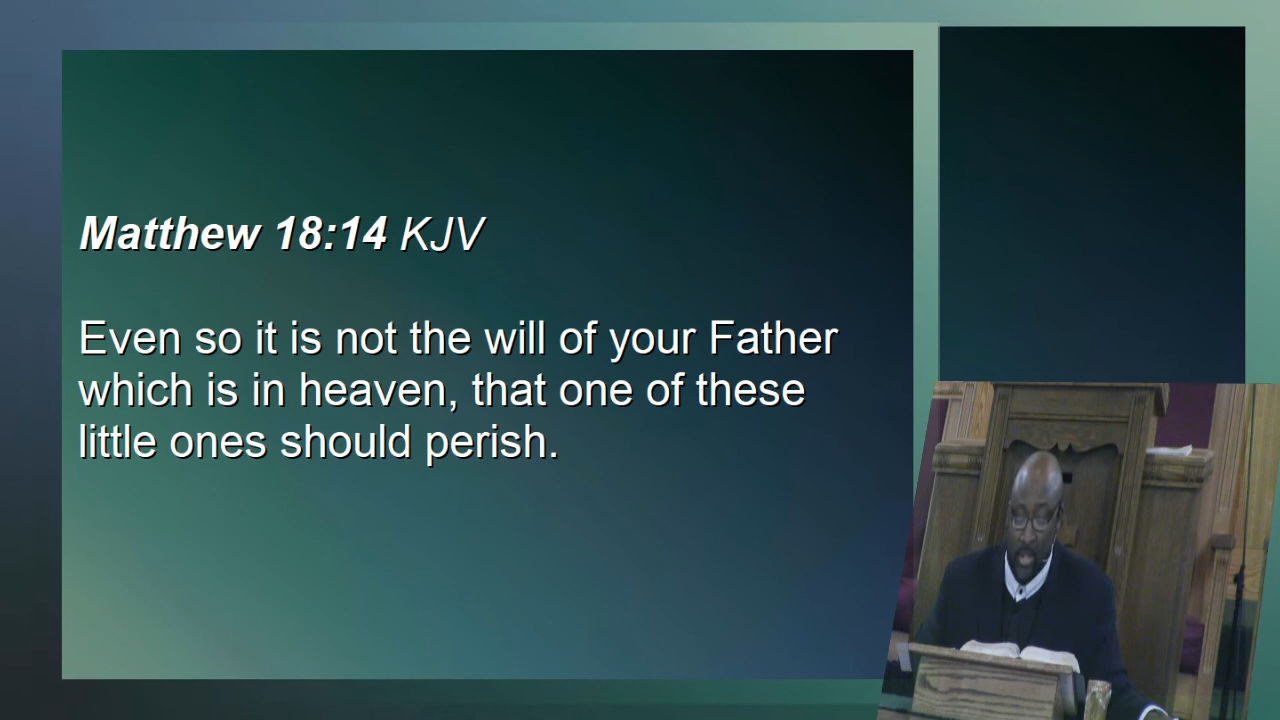 Matthew 18:14 KJV
Even so it is not the will of your Father
which is in heaven, that one of these
little ones should perish.